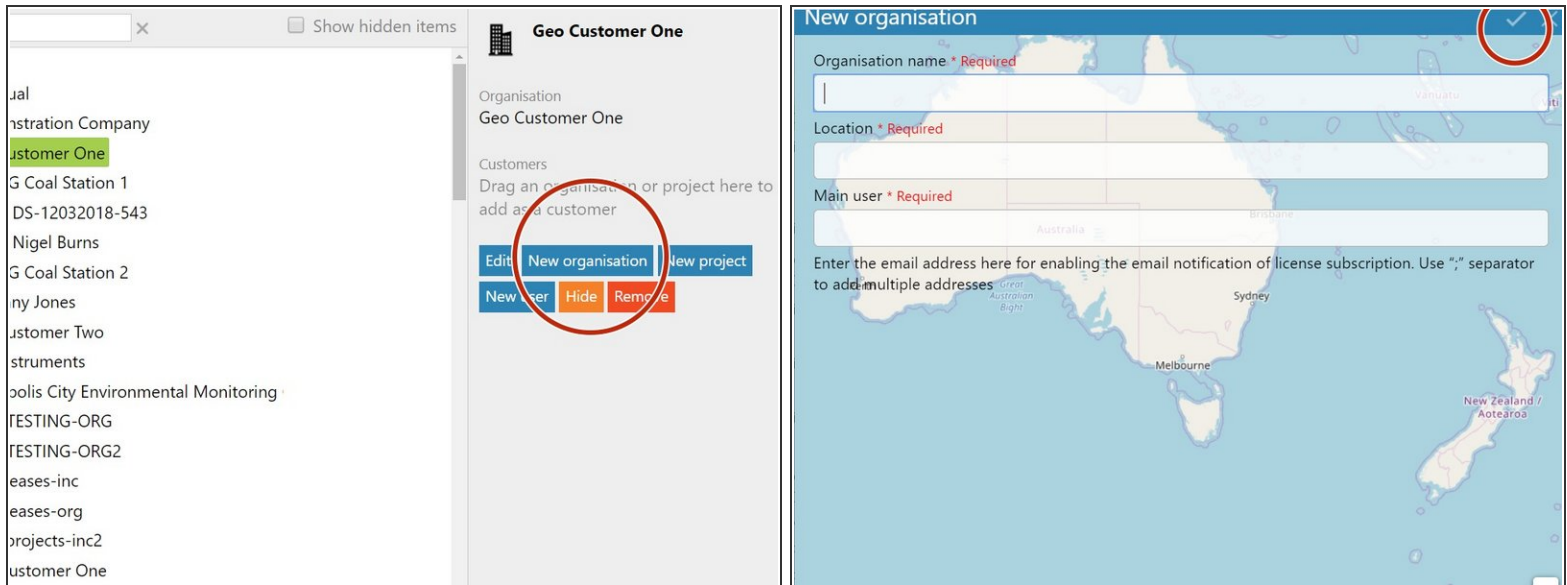 Show hidden items
ual
nstration Company
ustomer One
G Coal Station 1
DS-12032018-543
Nigel Burns
G Coal Station 2
ny Jones
ustomer Two
struments
polis City Environmental Monitoring
TESTING-ORG
TESTING-ORG2
eases-inc
eases-org
projects-inc2
ustomer One
Geo Customer One
Organisation
Geo Customer One
Customers
Drag an organisation or project here to
add as a customer
Edit New organisation New project
New user Hide Remove
New organisation
Organisation name * Required
Location * Required
Main user * Required
Enter the email address here for enabling the email notification of license subscription. Use ";" separator
to add multiple addresses
Vanuatu
Viti
Brisbane
Australia
Great
Australian
Bight
Sydney
Melbourne
New Zealand /
Aotearoa